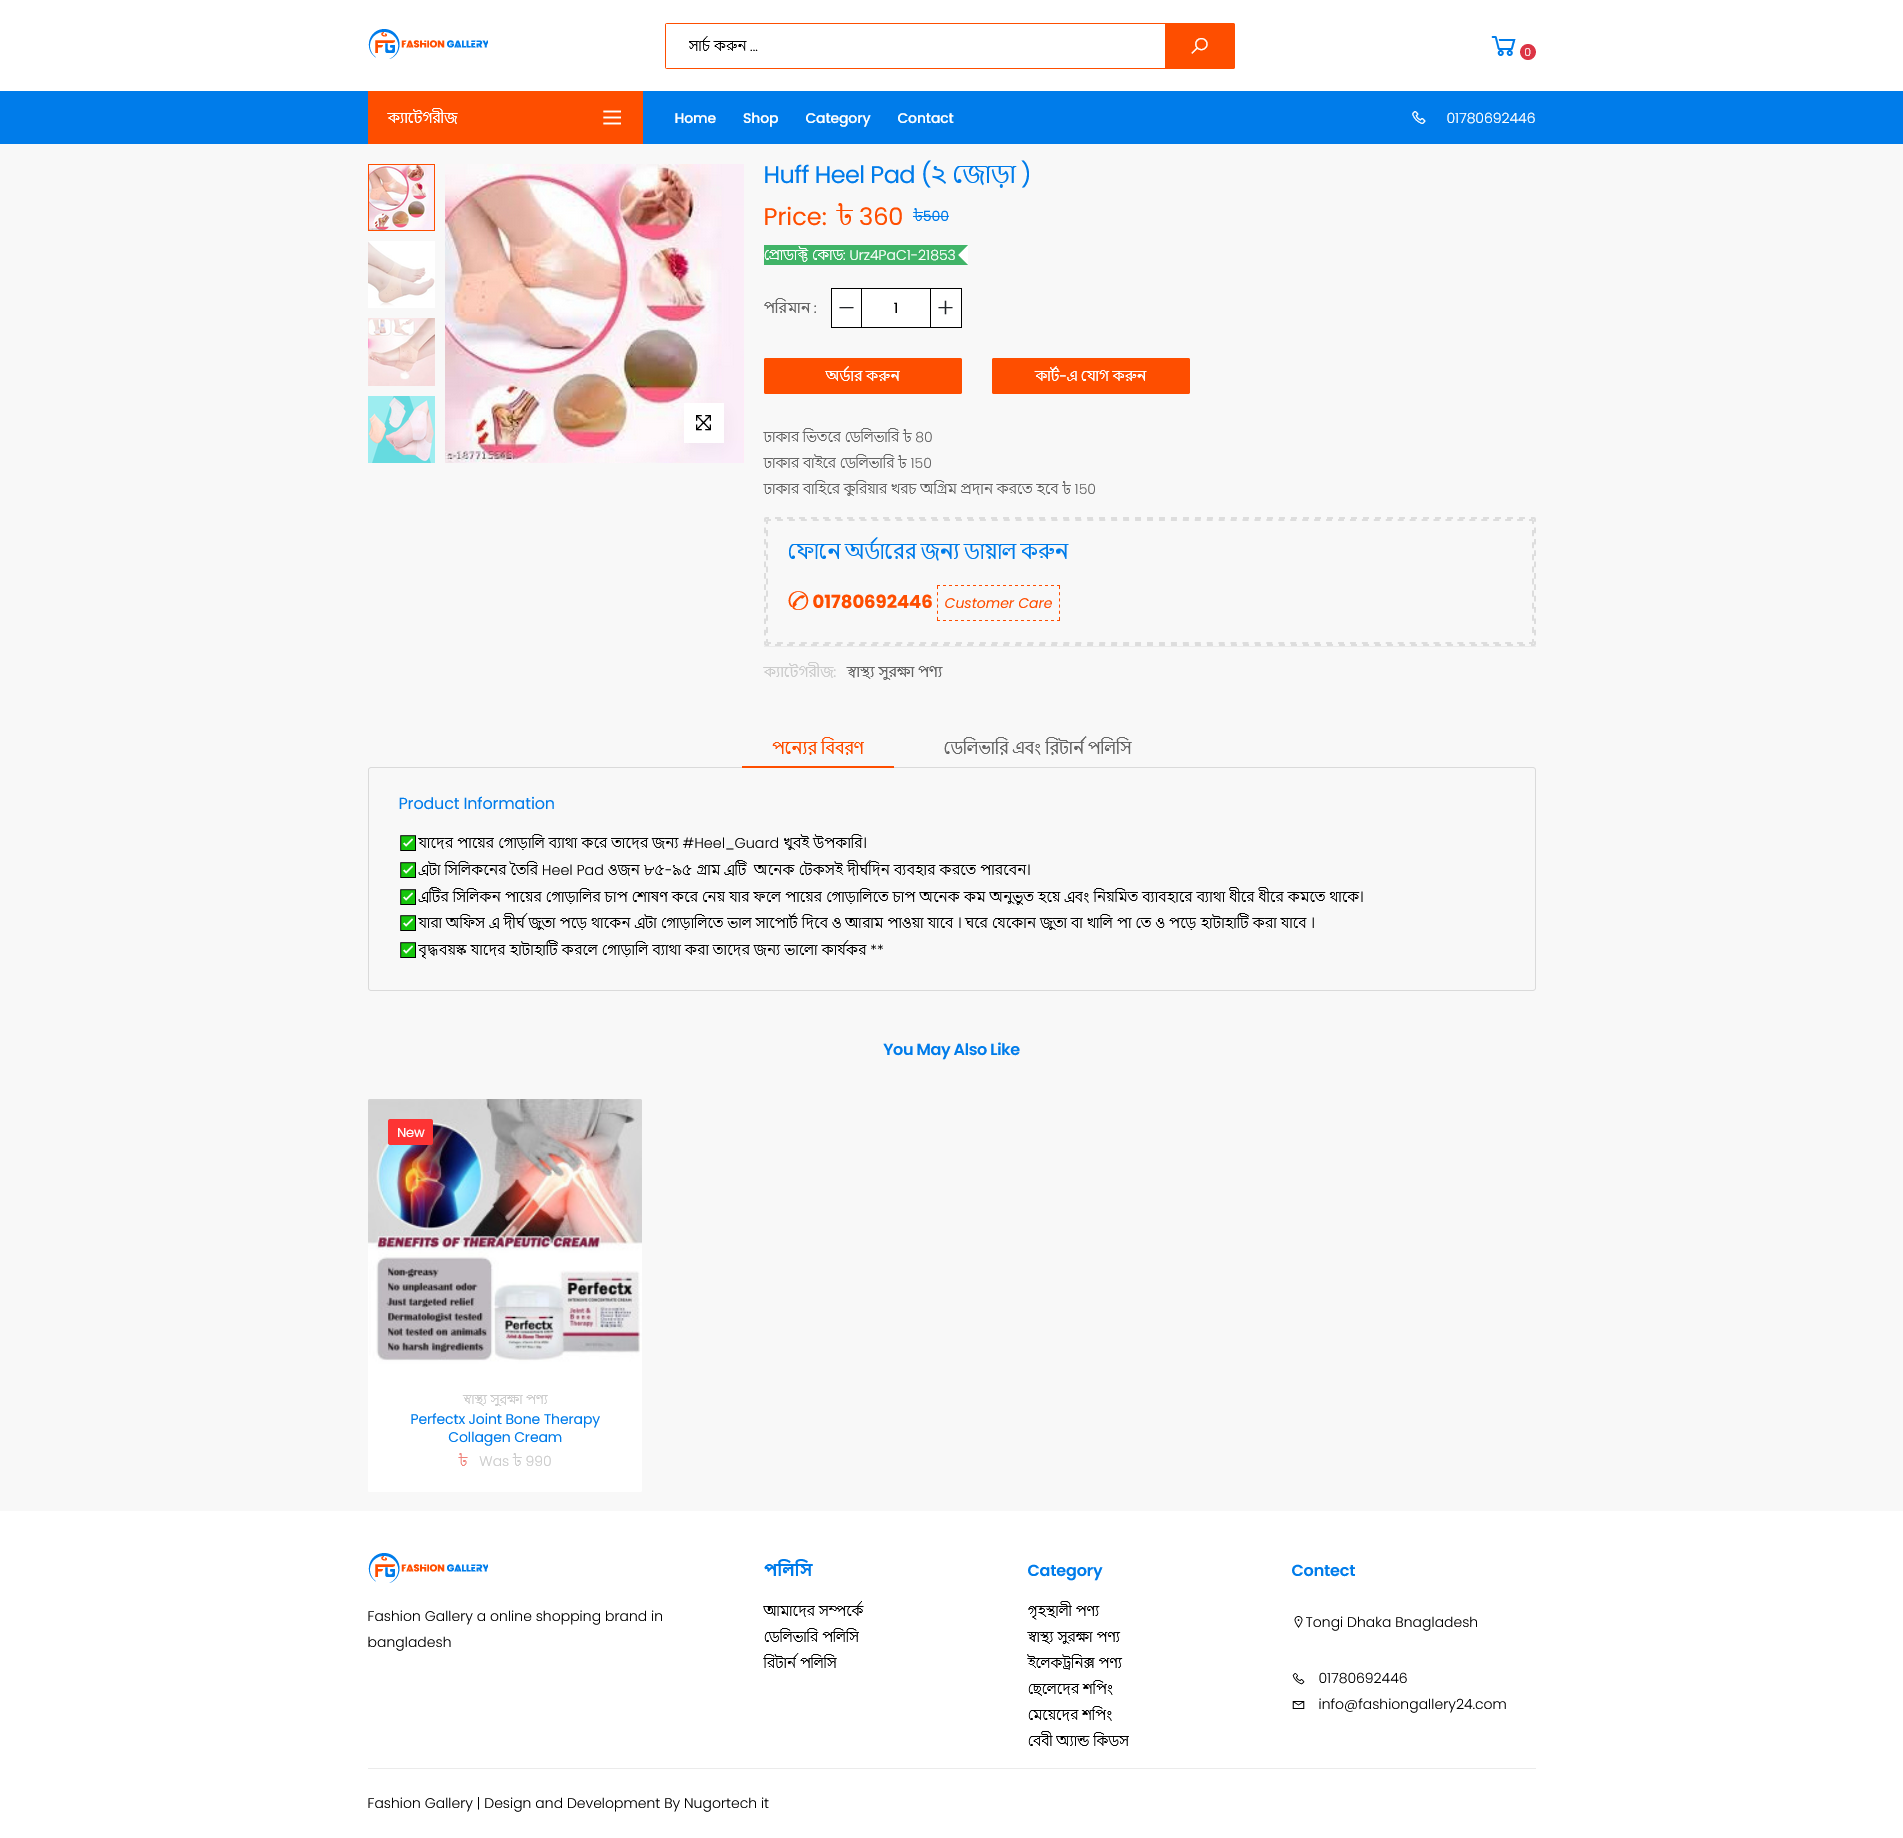 FG FASHION GALLERY
সার্চ করুন ...
0
ক্যাটেগরীজ
Home Shop Category Contact
01780692446
Huff Heel Pad (২ জোড়া )
Price: ৳ 360 ৳500
প্রোডাক্ট কোড: Urz4PaC1-21853
পরিমান :
1
অর্ডার করুন কার্ট-এ যোগ করুন
ঢাকার ভিতরে ডেলিভারি ৳ 80
ঢাকার বাইরে ডেলিভারি ৳ 150
ঢাকার বাহিরে কুরিয়ার খরচ অগ্রিম প্রদান করতে হবে ৳ 150
ফোনে অর্ডারের জন্য ডায়াল করুন
01780692446 Customer Care
ক্যাটেগরীজ: স্বাস্থ্য সুরক্ষা পণ্য
পন্যের বিবরণ ডেলিভারি এবং রিটার্ন পলিসি
Product Information
✅যাদের পায়ের গোড়ালি ব্যাথা করে তাদের জন্য #Heel_Guard খুবই উপকারি।
✅এটা সিলিকনের তৈরি Heel Pad ওজন ৮৫-৯৫ গ্রাম এটি অনেক টেকসই দীর্ঘদিন ব্যবহার করতে পারবেন।
✅এটির সিলিকন পায়ের গোড়ালির চাপ শোষণ করে নেয় যার ফলে পায়ের গোড়ালিতে চাপ অনেক কম অনুভুত হয়ে এবং নিয়মিত ব্যাবহারে ব্যাথা ধীরে ধীরে কমতে থাকে।
✅যারা অফিস এ দীর্ঘ জুতা পড়ে থাকেন এটা গোড়ালিতে ভাল সাপোর্ট দিবে ও আরাম পাওয়া যাবে । ঘরে যেকোন জুতা বা খালি পা তে ও পড়ে হাটাহাটি করা যাবে ।
✅বৃদ্ধবয়স্ক যাদের হাটাহাটি করলে গোড়ালি ব্যাথা করা তাদের জন্য ভালো কার্যকর **
You May Also Like
New
BENEFITS OF THERAPEUTIC CREAM
Non-greasy
No unpleasant odor
Just targeted relief
Dermatologist tested
Not tested on animals
No harsh ingredients
Perfectx
Joint & Bone Therapy
Perfectx
Joint &
Bone
Therapy
স্বাস্থ্য সুরক্ষা পণ্য
Perfectx Joint Bone Therapy
Collagen Cream
৳ Was ৳ 990
FG FASHION GALLERY
Fashion Gallery a online shopping brand in
bangladesh
পলিসি
আমাদের সম্পর্কে
ডেলিভারি পলিসি
রিটার্ন পলিসি
Category
গৃহস্থালী পণ্য
স্বাস্থ্য সুরক্ষা পণ্য
ইলেকট্রনিক্স পণ্য
ছেলেদের শপিং
মেয়েদের শপিং
বেবী অ্যান্ড কিডস
Contect
Tongi Dhaka Bnagladesh
01780692446
info@fashiongallery24.com
Fashion Gallery | Design and Development By Nugortech it